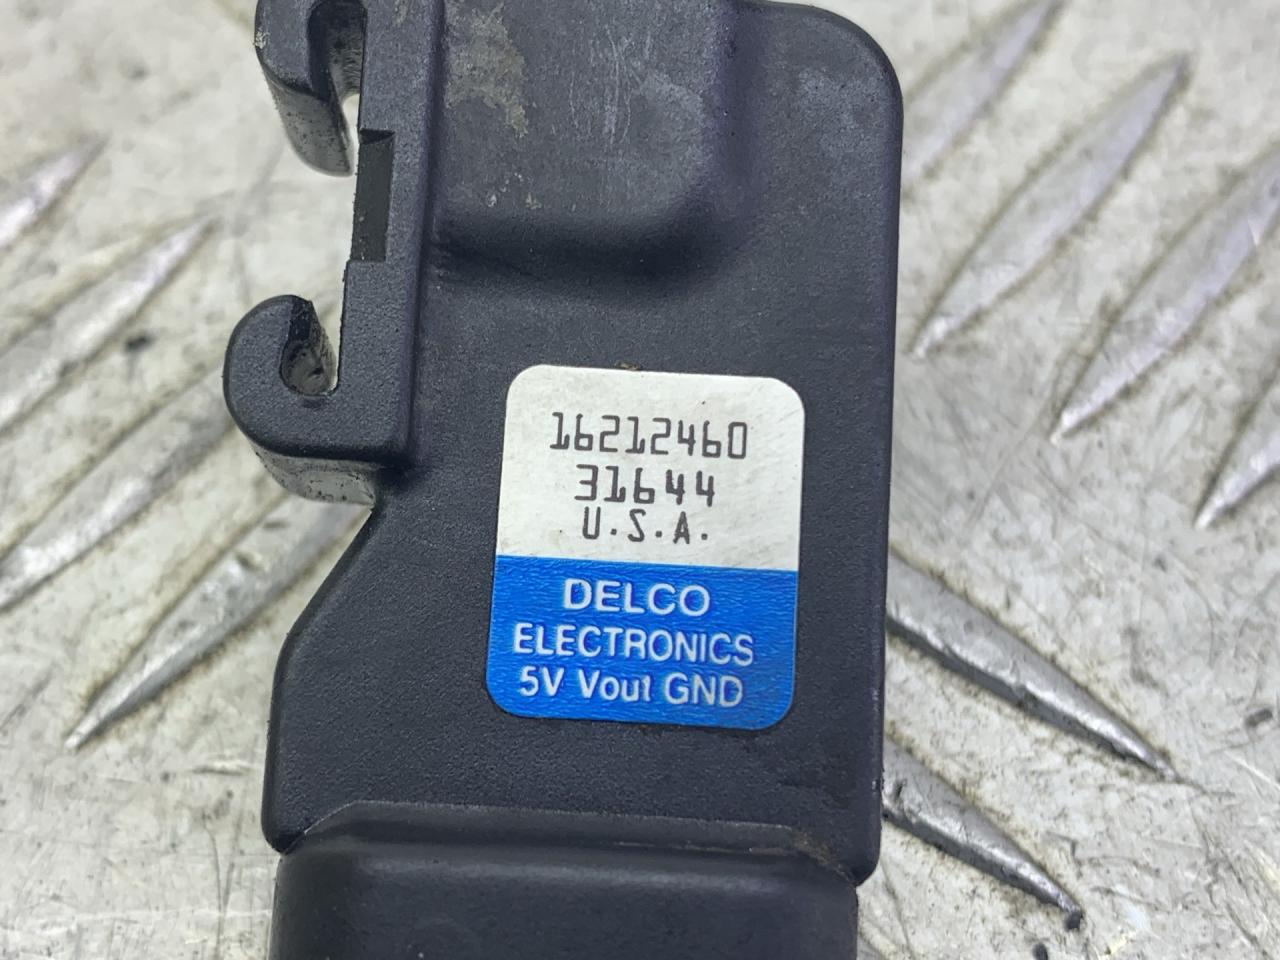 16212460
31644
U.S.A.
DELCO
ELECTRONICS
5V Vout GND